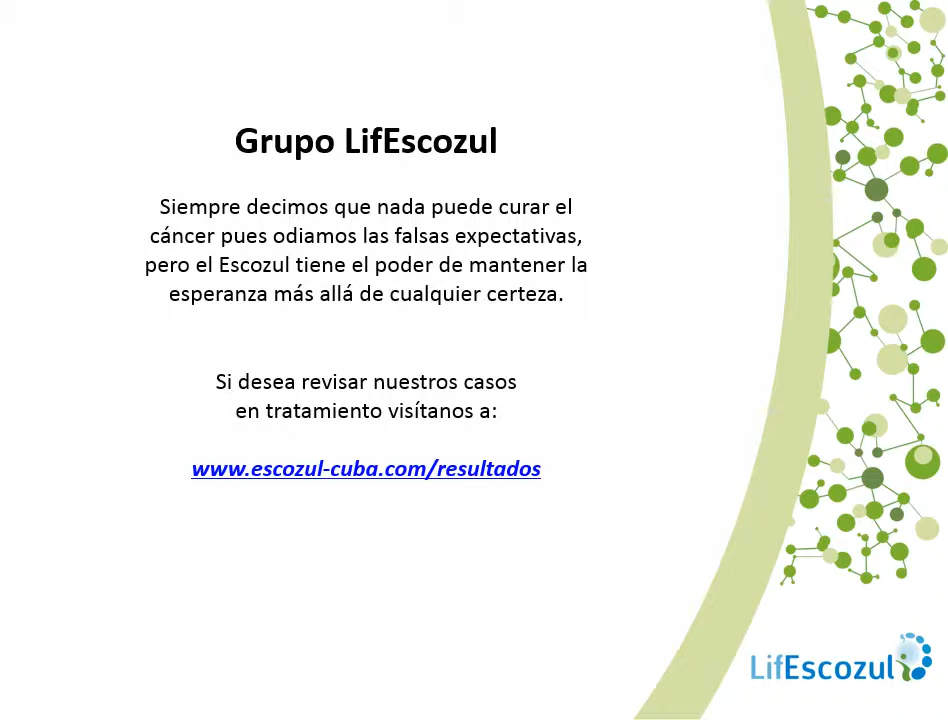 Grupo LifEscozul
Siempre decimos que nada puede curar el
cáncer pues odiamos las falsas expectativas,
pero el Escozul tiene el poder de mantener la
esperanza más allá de cualquier certeza.
Si desea revisar nuestros casos
en tratamiento visítanos a:
www.escozul-cuba.com/resultados
LifEscozul